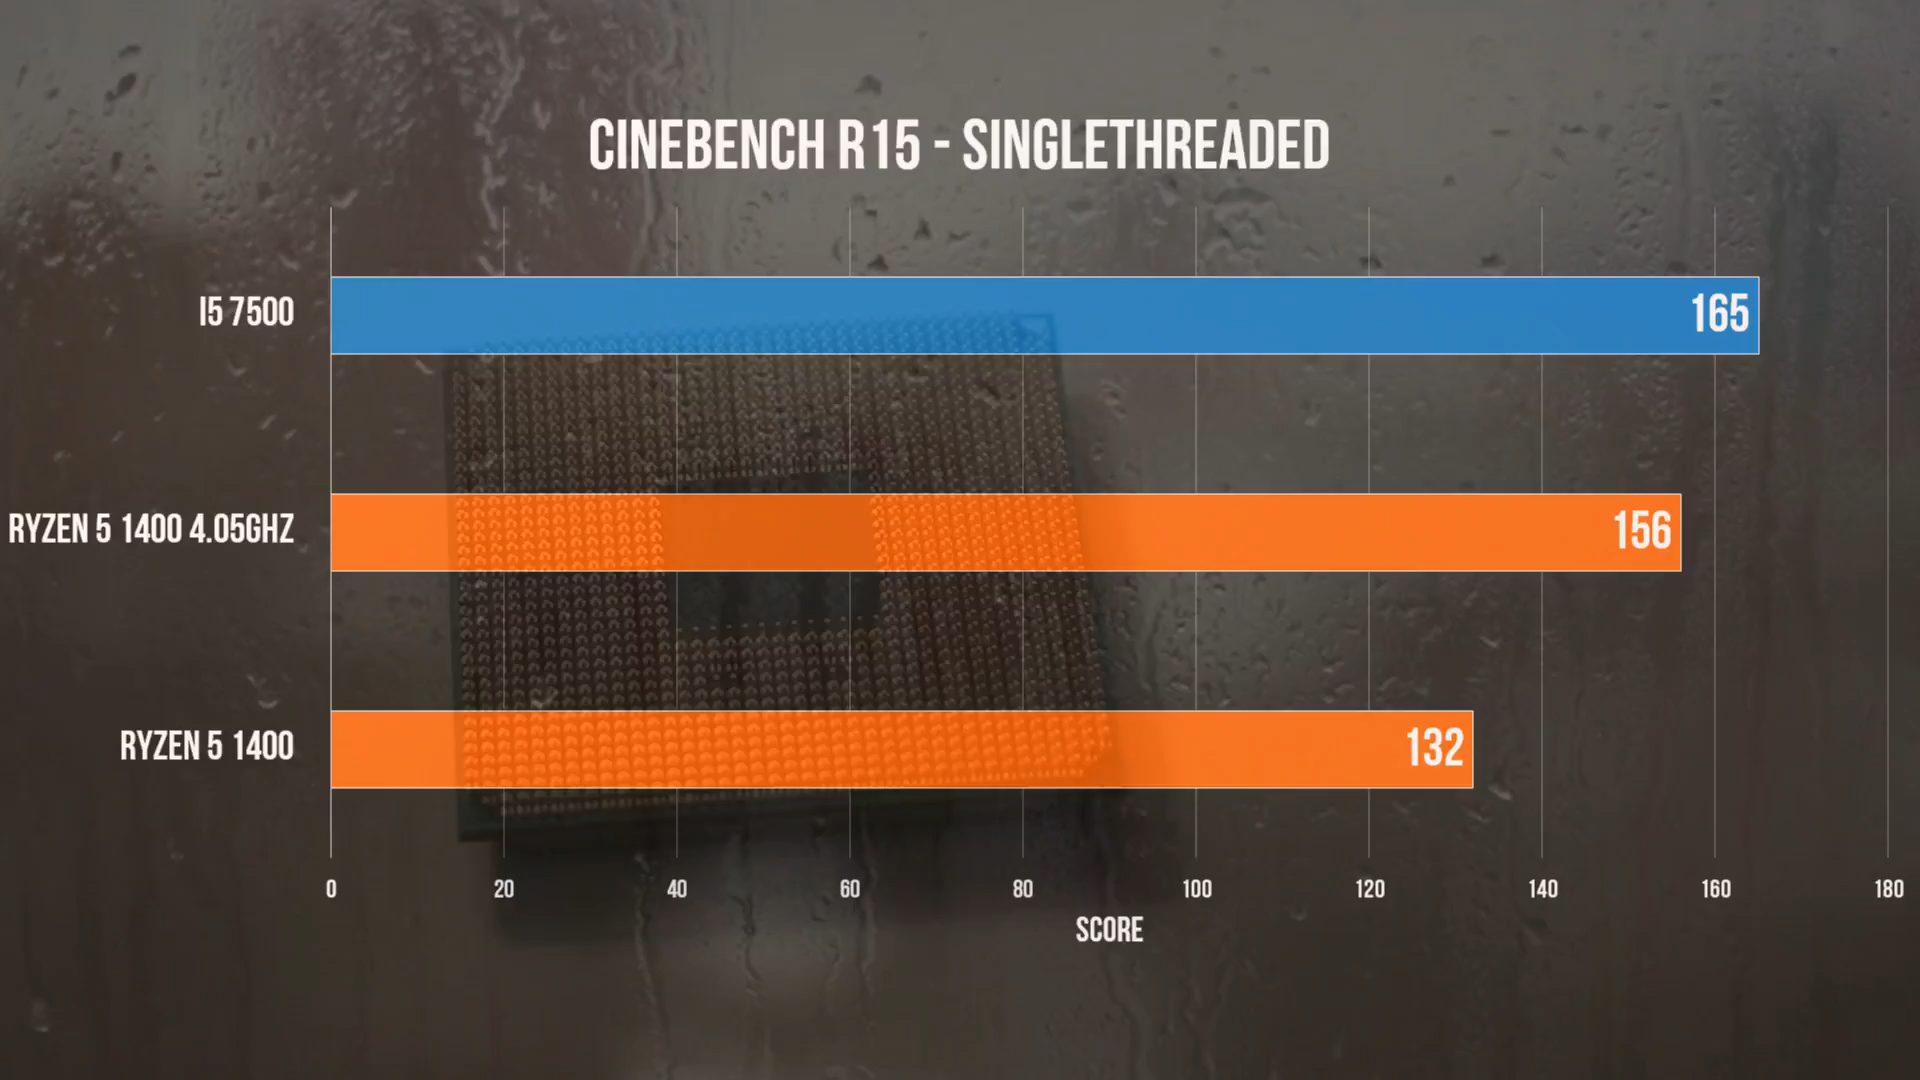 CINEBENCH R15 - SINGLETHREADED
I5 7500
165
RYZEN 5 1400 4.05GHZ
156
RYZEN 5 1400
132
0 20 40 60 80 100 120 140 160 180
SCORE